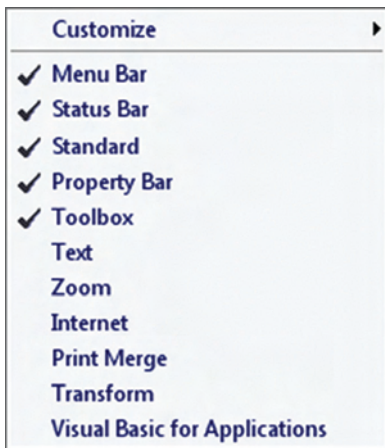 Customize
Menu Bar
Status Bar
Standard
Property Bar
Toolbox
Text
Zoom
Internet
Print Merge
Transform
Visual Basic for Applications